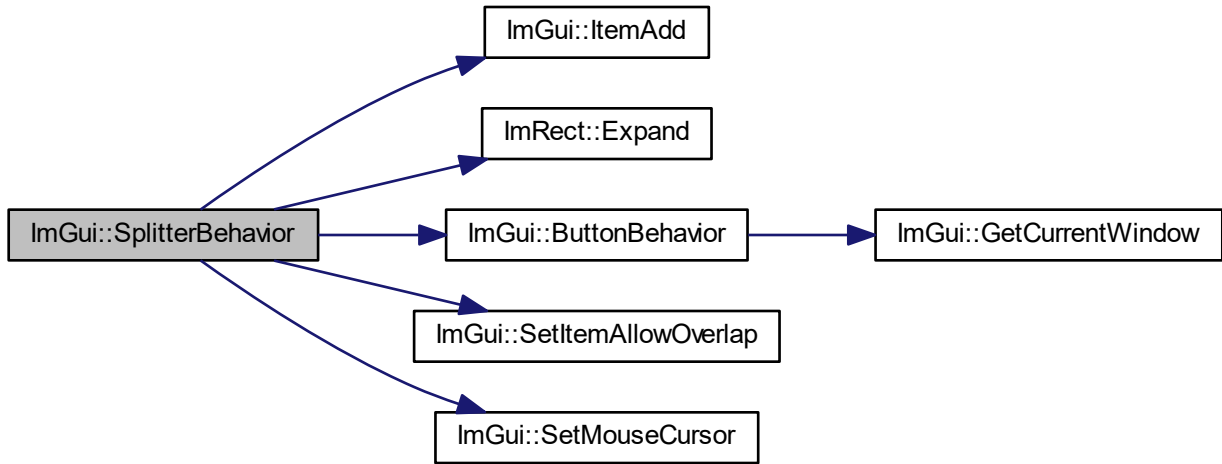 ImGui::ItemAdd
ImRect::Expand
ImGui::SplitterBehavior
ImGui::ButtonBehavior
ImGui::GetCurrentWindow
ImGui::SetItemAllowOverlap
ImGui::SetMouseCursor